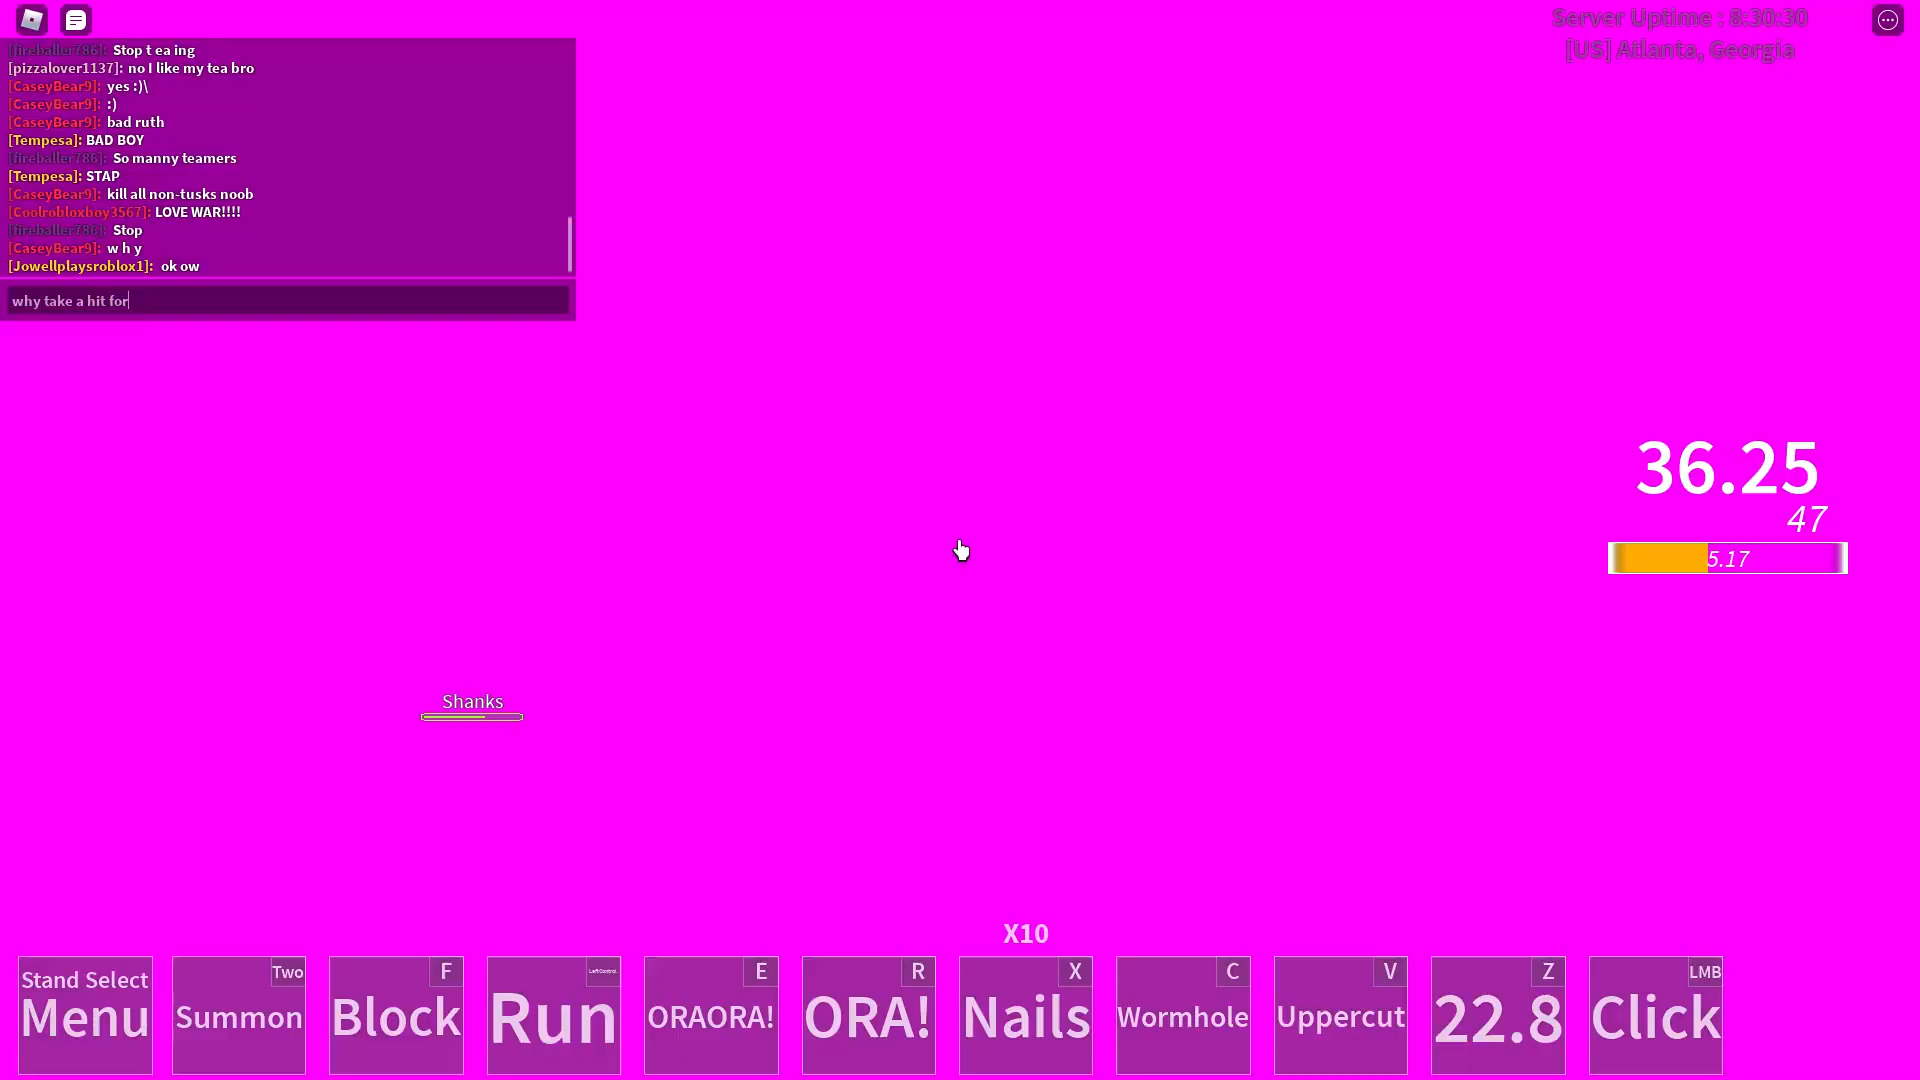 Server Uptime : 8:30:30
[US] Atlanta, Georgia
[fireballer786]: Stop t ea ing
[pizzalover1137]: no I like my tea bro
[CaseyBear9]: yes :)\
[CaseyBear9]: :)
[CaseyBear9]: bad ruth
[Tempesa]: BAD BOY
[fireballer786]: So manny teamers
[Tempesa]: STAP
[CaseyBear9]: kill all non-tusks noob
[Coolrobloxboy3567]: LOVE WAR!!!!
[fireballer786]: Stop
[CaseyBear9]: w h y
[Jowellplaysroblox1]: ok ow
why take a hit for
36.25
47
5.17
Shanks
X10
Stand Select
Menu
Two
Summon
F
Block
LeftControl
Run
E
ORAORA!
R
ORA!
X
Nails
C
Wormhole
V
Uppercut
Z
22.8
LMB
Click